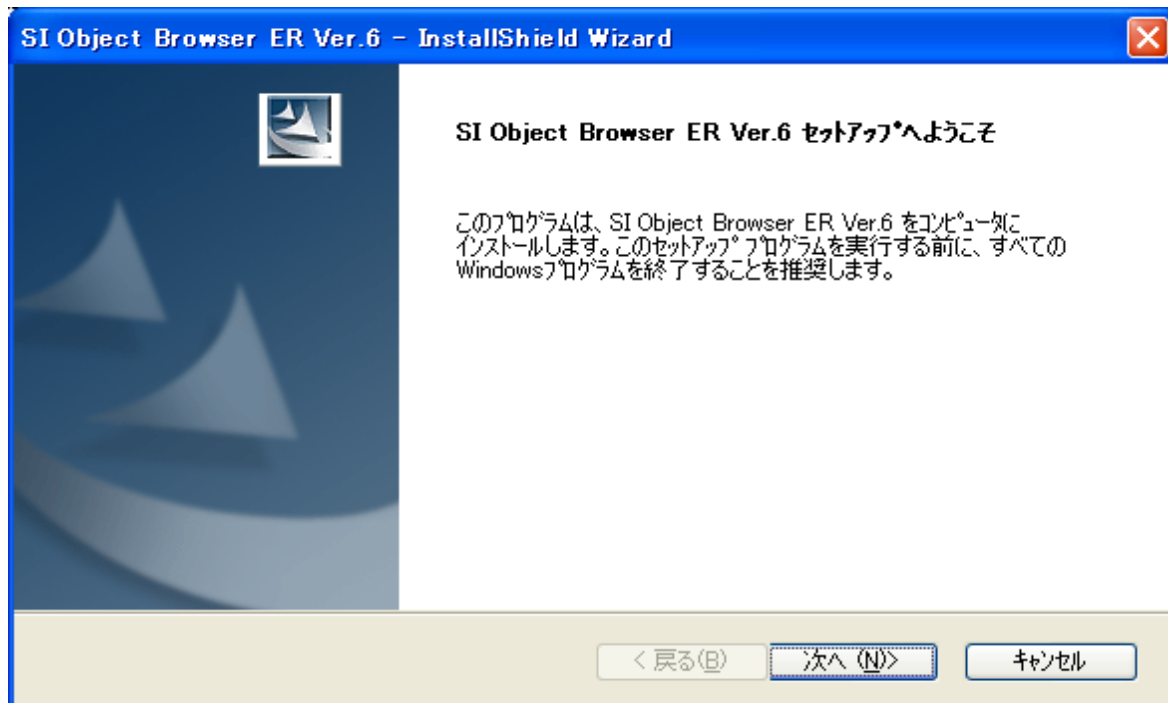 SI Object Browser ER Ver.6 - InstallShield Wizard
SI Object Browser ER Ver.6 ｾｯﾄｱｯﾌﾟへようこそ
このﾌﾟﾛｸﾞﾗﾑは、SI Object Browser ER Ver.6 をｺﾝﾋﾟｭｰﾀに
ｲﾝｽﾄｰﾙします。このｾｯﾄｱｯﾌﾟ ﾌﾟﾛｸﾞﾗﾑを実行する前に、すべての
Windowsﾌﾟﾛｸﾞﾗﾑを終了することを推奨します。
< 戻る(B)
次へ (N)>
ｷｬﾝｾﾙ